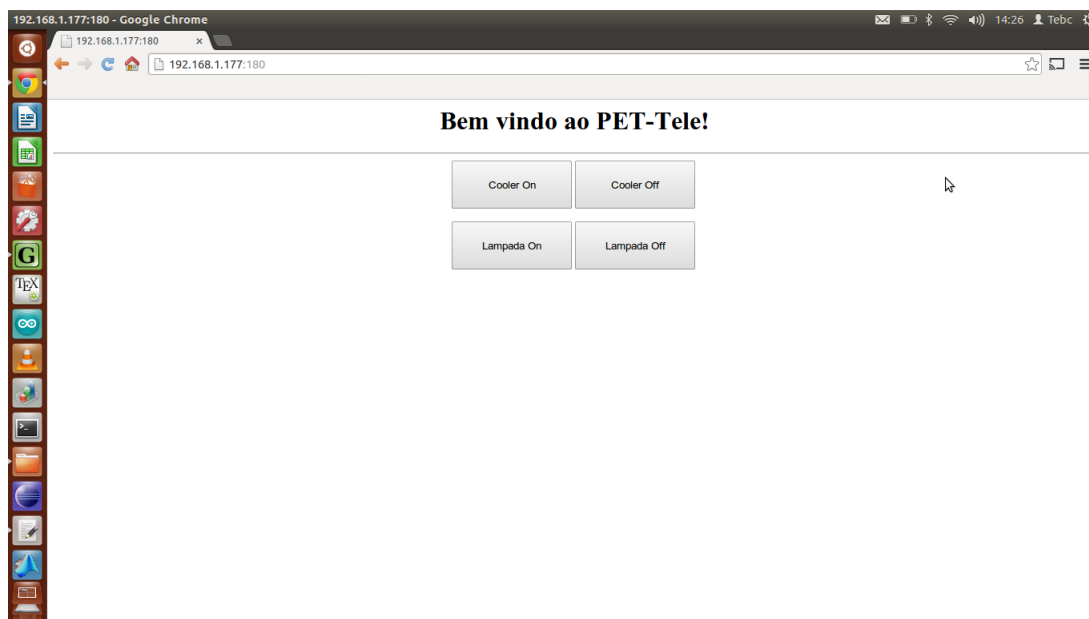 192.168.1.177:180 - Google Chrome
14:26 Tebc
192.168.1.177:180
192.168.1.177:180
Bem vindo ao PET-Tele!
Cooler On Cooler Off
Lampada On Lampada Off
G
TEX